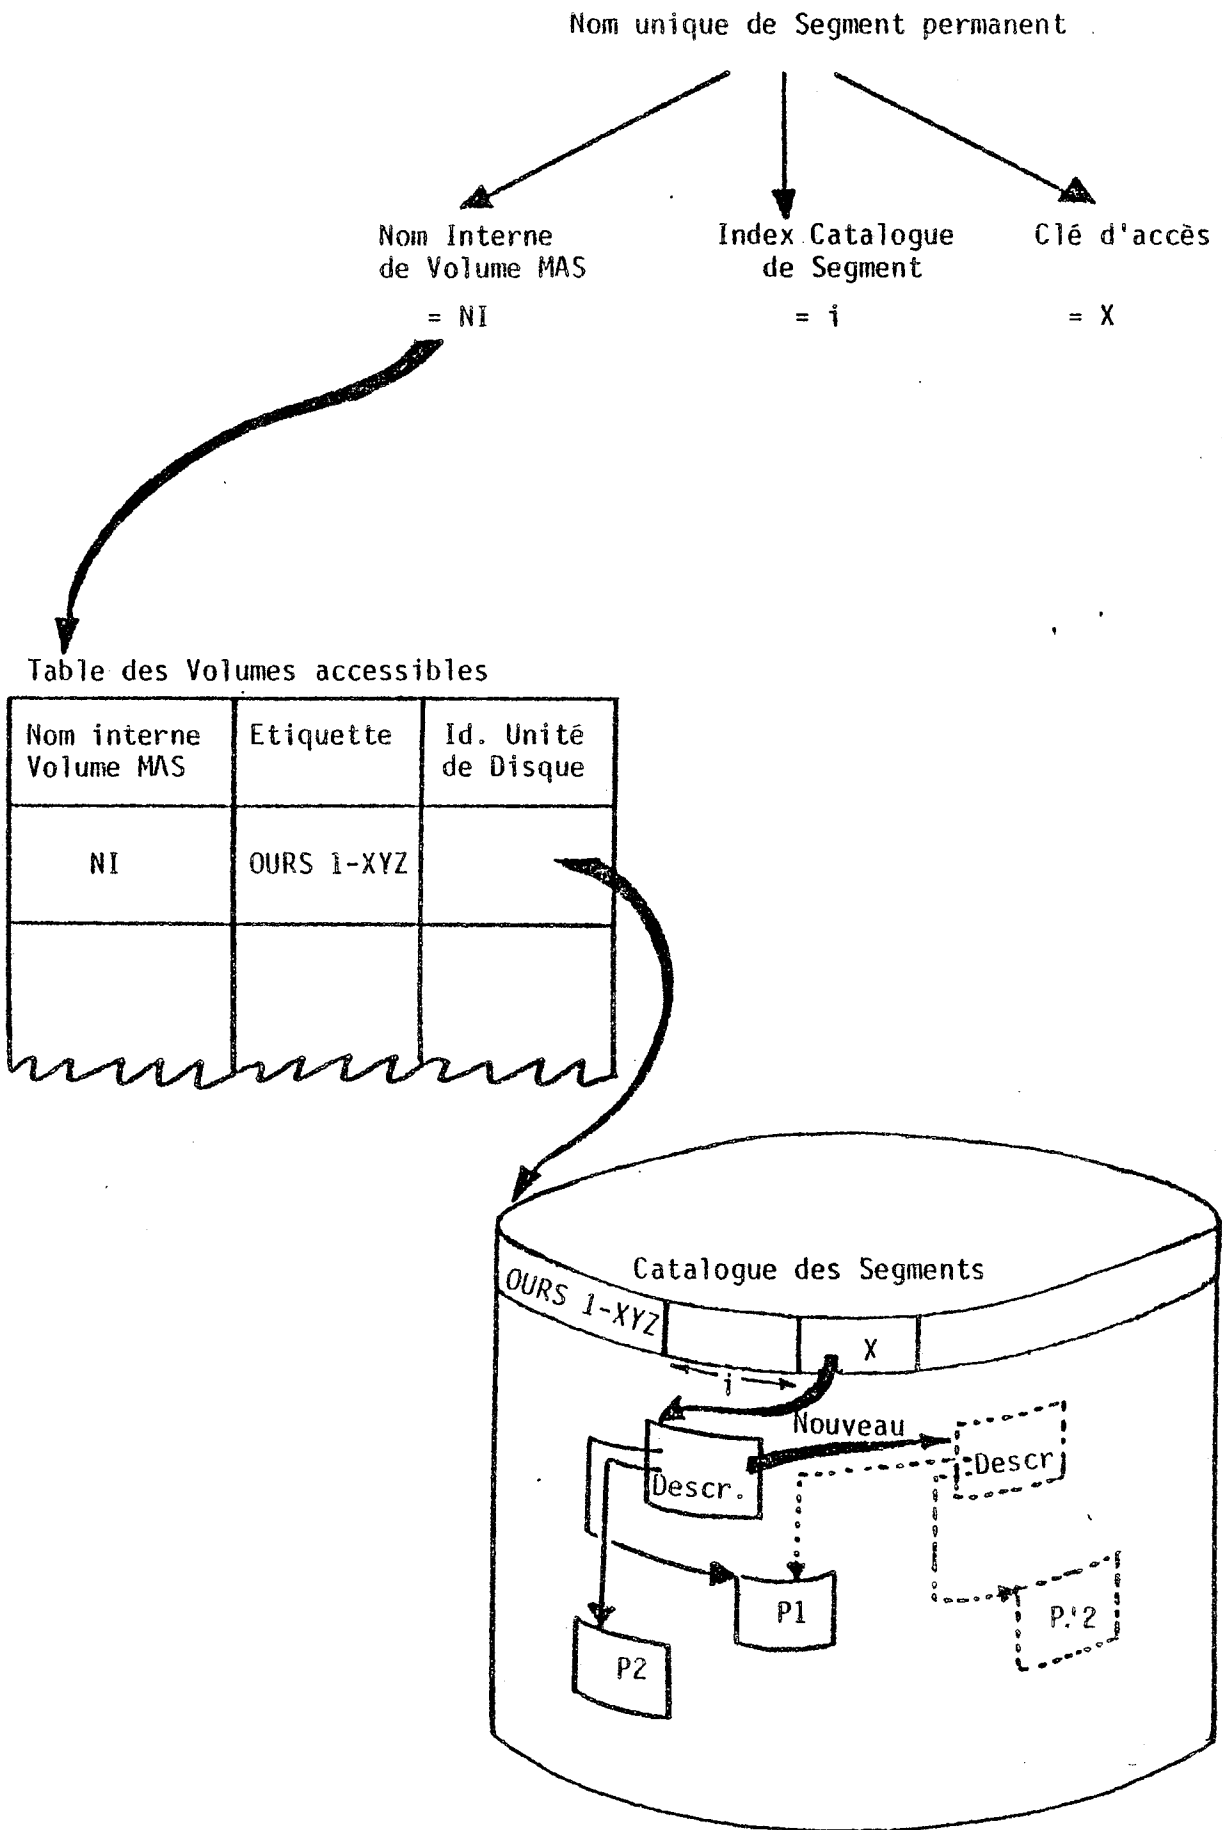 Nom unique de Segment permanent
Nom Interne
de Volume MAS
= NI
Index Catalogue
de Segment
= i
Clé d'accès
= X
Table des Volumes accessibles
Nom interne
Volume MAS
Etiquette
Id. Unité
de Disque
NI
OURS 1-XYZ
Catalogue des Segments
OURS 1-XYZ
X
i
Nouveau
Descr.
Descr
P1
P'2
P2